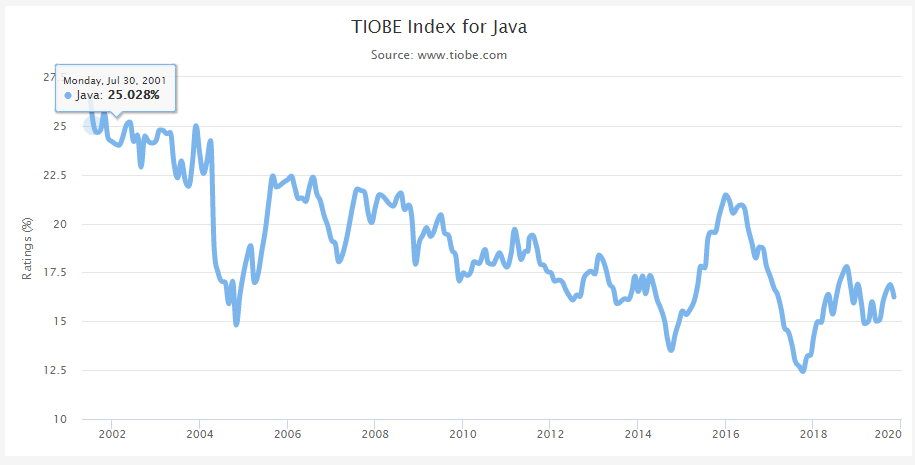 TIOBE Index for Java
Source: www.tiobe.com
Monday, Jul 30, 2001
Java: 25.028%
Ratings (%)
25
22.5
20
17.5
15
12.5
10
2002 2004 2006 2008 2010 2012 2014 2016 2018 2020